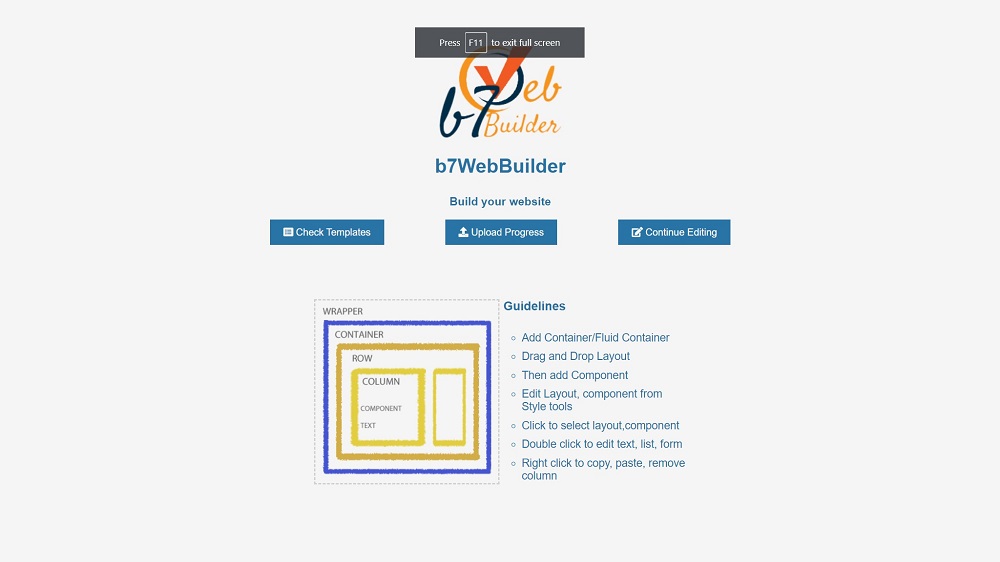 Press F11 to exit full screen
Web
b7 Builder
b7WebBuilder
Build your website
Check Templates
Upload Progress
Continue Editing
WRAPPER
CONTAINER
ROW
COLUMN
COMPONENT
TEXT
Guidelines
Add Container/Fluid Container
Drag and Drop Layout
Then add Component
Edit Layout, component from
Style tools
Click to select layout,component
Double click to edit text, list, form
Right click to copy, paste, remove
column